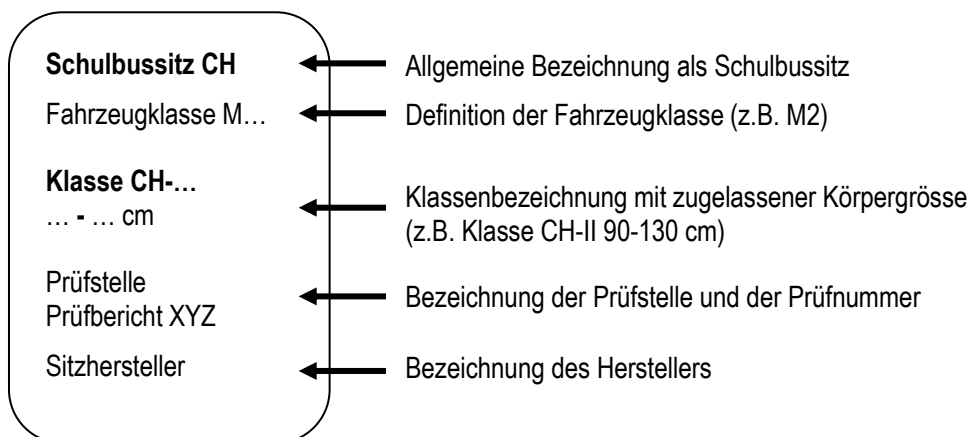 Schulbussitz CH
Allgemeine Bezeichnung als Schulbussitz
Fahrzeugklasse M…
Definition der Fahrzeugklasse (z.B. M2)
Klasse CH-…
… - … cm
Klassenbezeichnung mit zugelassener Körpergrösse
(z.B. Klasse CH-II 90-130 cm)
Prüfstelle
Prüfbericht XYZ
Bezeichnung der Prüfstelle und der Prüfnummer
Sitzhersteller
Bezeichnung des Herstellers